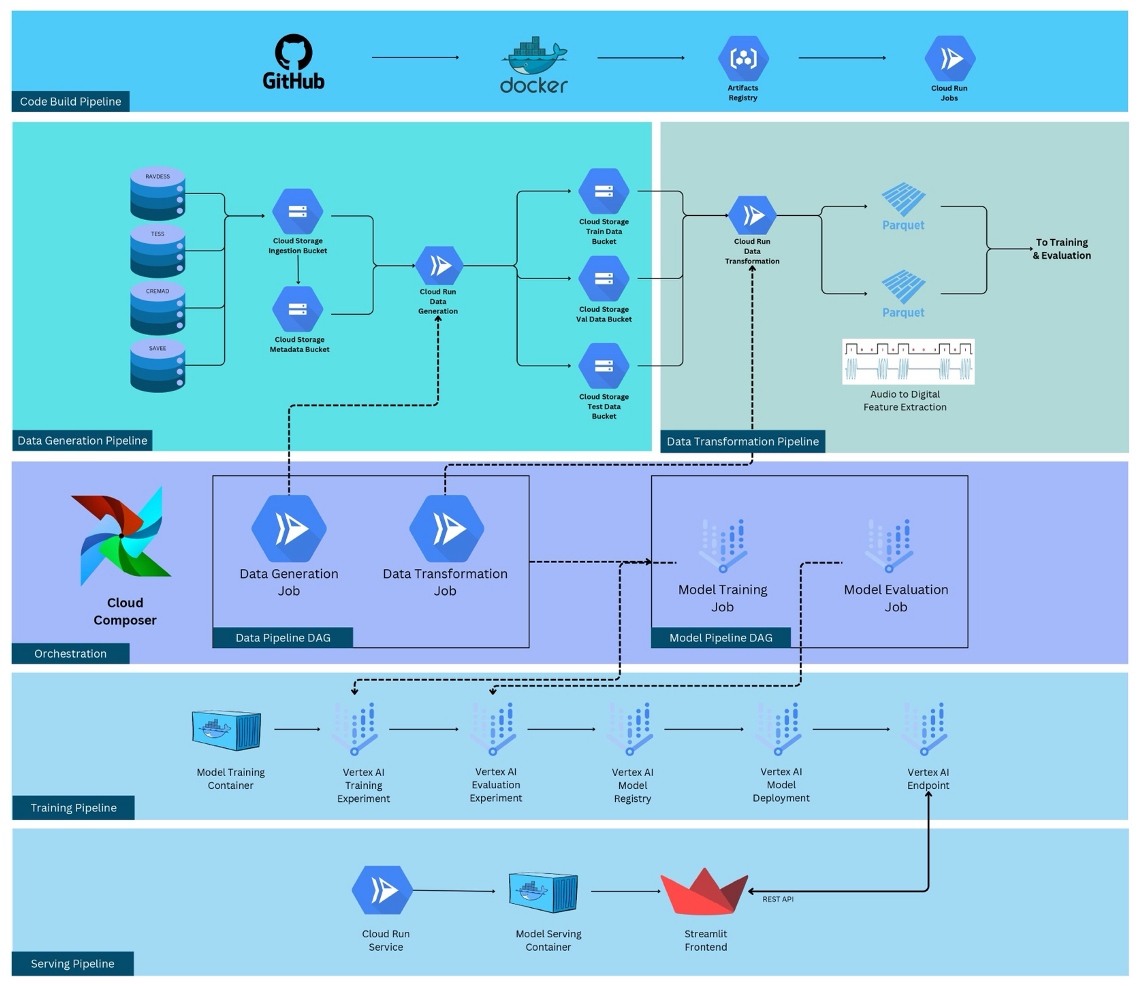 GitHub
docker
Artifacts
Registry
Cloud Run
Jobs
Code Build Pipeline
RAVDESS
TESS
CREMAD
SAVEE
Cloud Storage
Ingestion Bucket
Cloud Storage
Metadata Bucket
Cloud Run
Data
Generation
Cloud Storage
Train Data
Bucket
Cloud Storage
Val Data Bucket
Cloud Storage
Test Data
Bucket
Data Generation Pipeline
Cloud Run
Data
Transformation
Parquet
Parquet
To Training
& Evaluation
Audio to Digital
Feature Extraction
Data Transformation Pipeline
Cloud
Composer
Orchestration
Data Generation
Job
Data Transformation
Job
Data Pipeline DAG
Model Training
Job
Model Evaluation
Job
Model Pipeline DAG
Model Training
Container
Vertex AI
Training
Experiment
Vertex AI
Evaluation
Experiment
Vertex AI
Model
Registry
Vertex AI
Model
Deployment
Vertex AI
Endpoint
Training Pipeline
Cloud Run
Service
Model Serving
Container
Streamlit
Frontend
REST API
Serving Pipeline